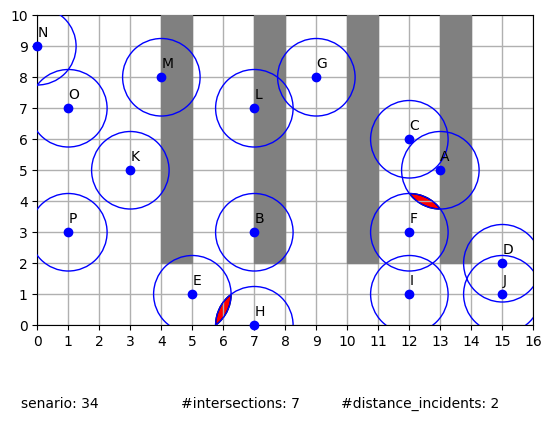 10
N
9
M
G
8
O
L
7
C
6
K
A
5
4
P
B
F
3
D
2
E
I
J
1
H
0
0 1 2 3 4 5 6 7 8 9 10 11 12 13 14 15 16
senario: 34 #intersections: 7 #distance_incidents: 2